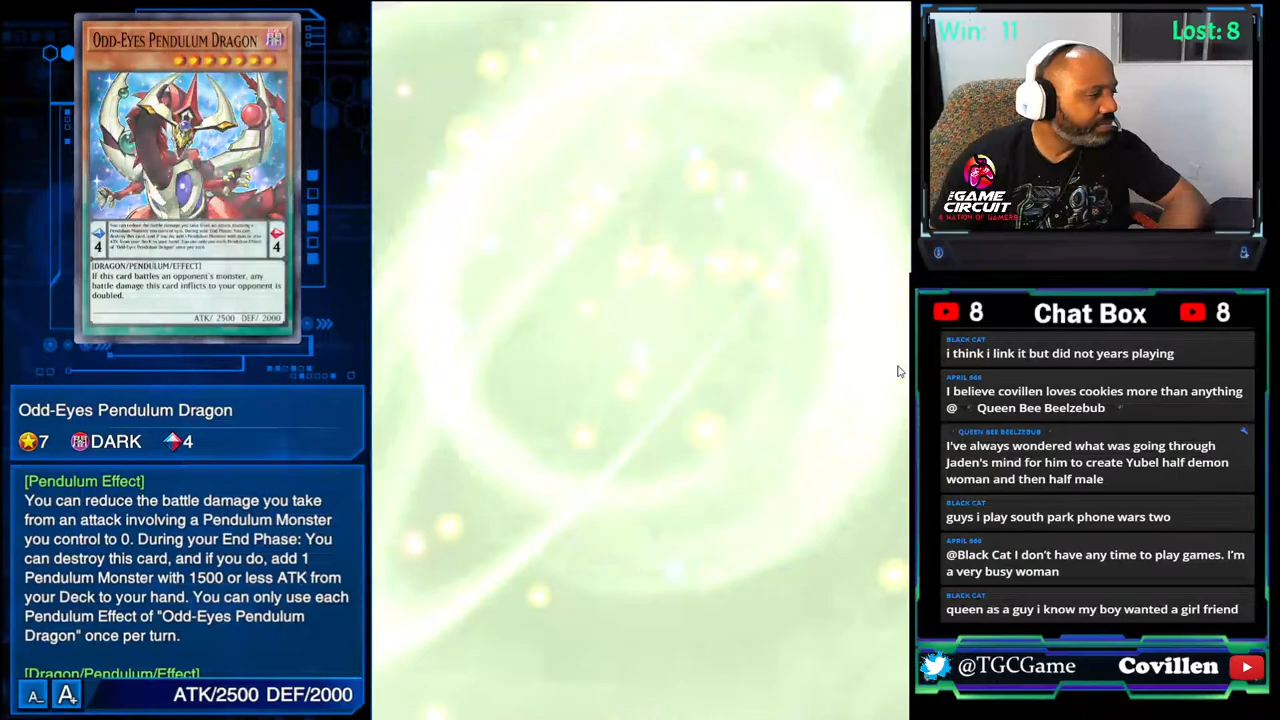 ODD-EYES PENDULUM DRAGON
4
4
[DRAGON/PENDULUM/EFFECT]
If this card battles an opponent's monster, any
battle damage this card inflicts to your opponent is
doubled.
ATK/ 2500 DEF/ 2000
Odd-Eyes Pendulum Dragon
7 DARK 4
[Pendulum Effect]
You can reduce the battle damage you take
from an attack involving a Pendulum Monster
you control to 0. During your End Phase: You
can destroy this card, and if you do, add 1
Pendulum Monster with 1500 or less ATK from
your Deck to your hand. You can only use each
Pendulum Effect of "Odd-Eyes Pendulum
Dragon" once per turn.
[Dragon/Pendulum/Effect]
A- A+ ATK/2500 DEF/2000
Win: 11 Lost: 8
THE GAME
CIRCUIT
A NATION OF GAMERS
8 Chat Box 8
BLACK CAT
i think i link it but did not years playing
APRIL 666
I believe covillen loves cookies more than anything
@ Queen Bee Beelzebub
QUEEN BEE BEELZEBUB
I've always wondered what was going through
Jaden's mind for him to create Yubel half demon
woman and then half male
BLACK CAT
guys i play south park phone wars two
APRIL 666
@Black Cat I don't have any time to play games. I'm
a very busy woman
BLACK CAT
queen as a guy i know my boy wanted a girl friend
@TGCGame Covillen